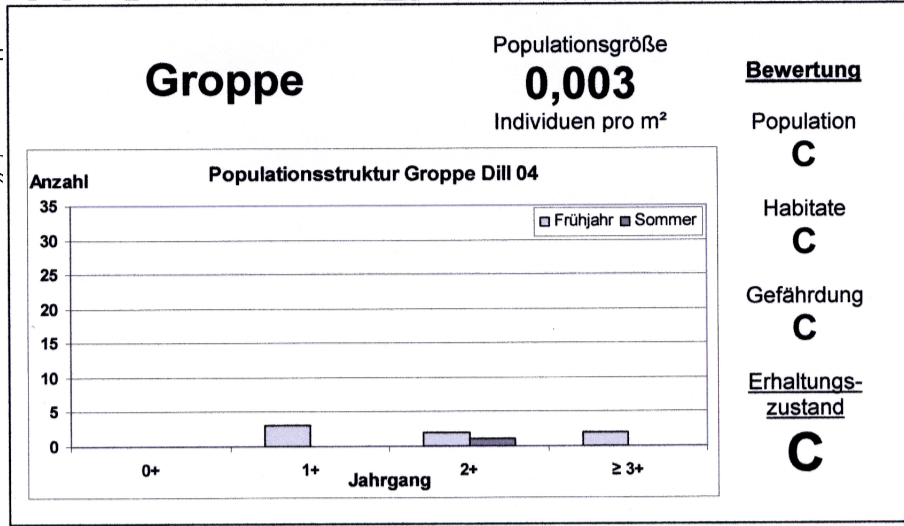 Groppe
Populationsgröße
0,003
Individuen pro m²
Bewertung
Population
C
Habitate
C
Gefährdung
C
Erhaltungs-
zustand
C
Populationsstruktur Groppe Dill 04
Anzahl
Frühjahr Sommer
35
30
25
20
15
10
5
0
0+ 1+ 2+ ≥ 3+
Jahrgang